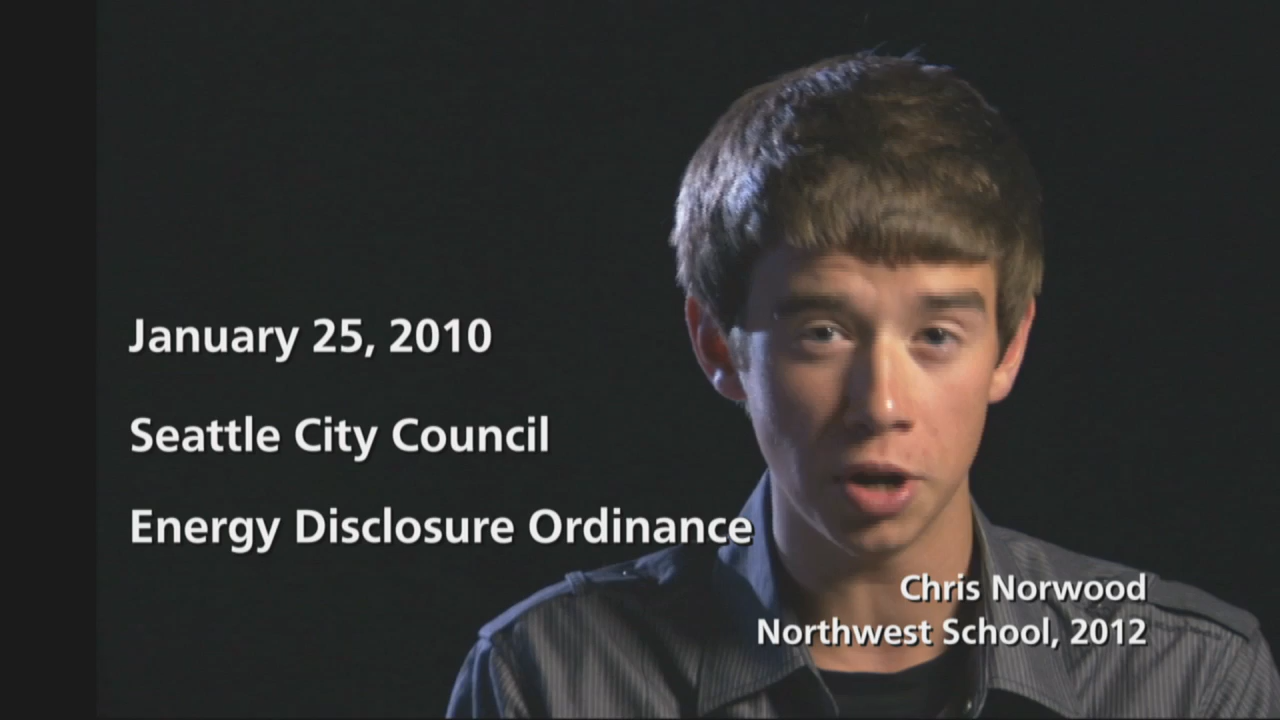 January 25, 2010
Seattle City Council
Energy Disclosure Ordinance
Chris Norwood
Northwest School, 2012